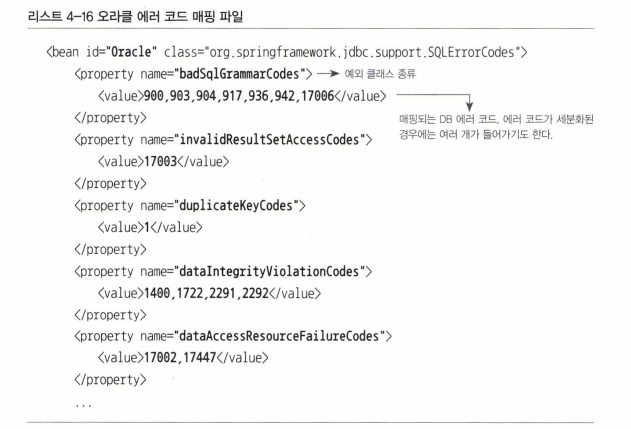 리스트 4-16 오라클 에러 코드 매핑 파일
<bean id="Oracle" class="org.springframework.jdbc.support.SQLErrorCodes">
<property name="badSqlGrammarCodes"> → 예외 클래스 종류
<value>900,903,904,917,936,942,17006</value>
매핑되는 DB 에러 코드. 에러 코드가 세분화된
경우에는 여러 개가 들어가기도 한다.
</property>
<property name="invalidResultSetAccessCodes">
<value>17003</value>
</property>
<property name="duplicateKeyCodes">
<value>1</value>
</property>
<property name="dataIntegrityViolationCodes">
<value>1400,1722,2291,2292</value>
</property>
<property name="dataAccessResourceFailureCodes">
<value>17002,17447</value>
</property>
...